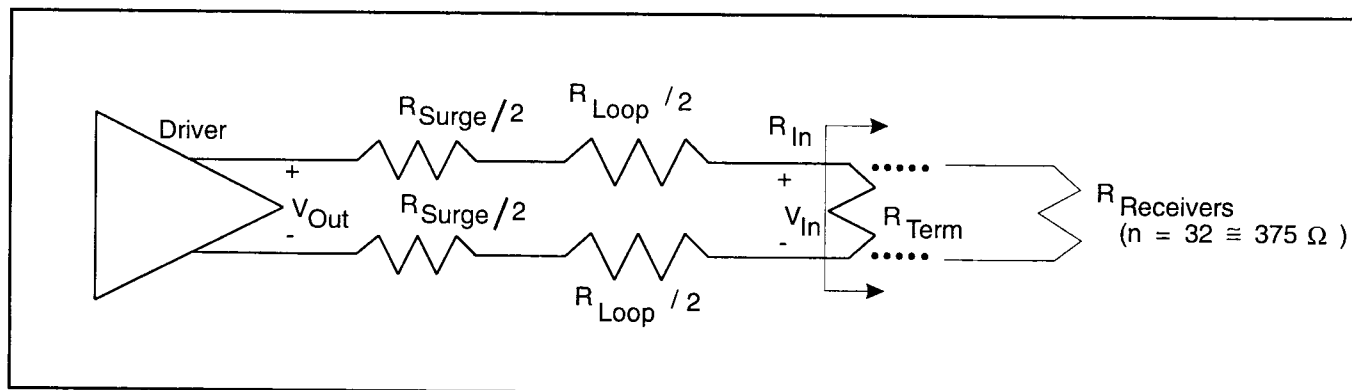 Driver
+
V Out
-
R Surge / 2
R Surge / 2
R Loop / 2
R Loop / 2
R In
+
V In
-
R Term
R Receivers
(n = 32 ≅ 375 Ω )